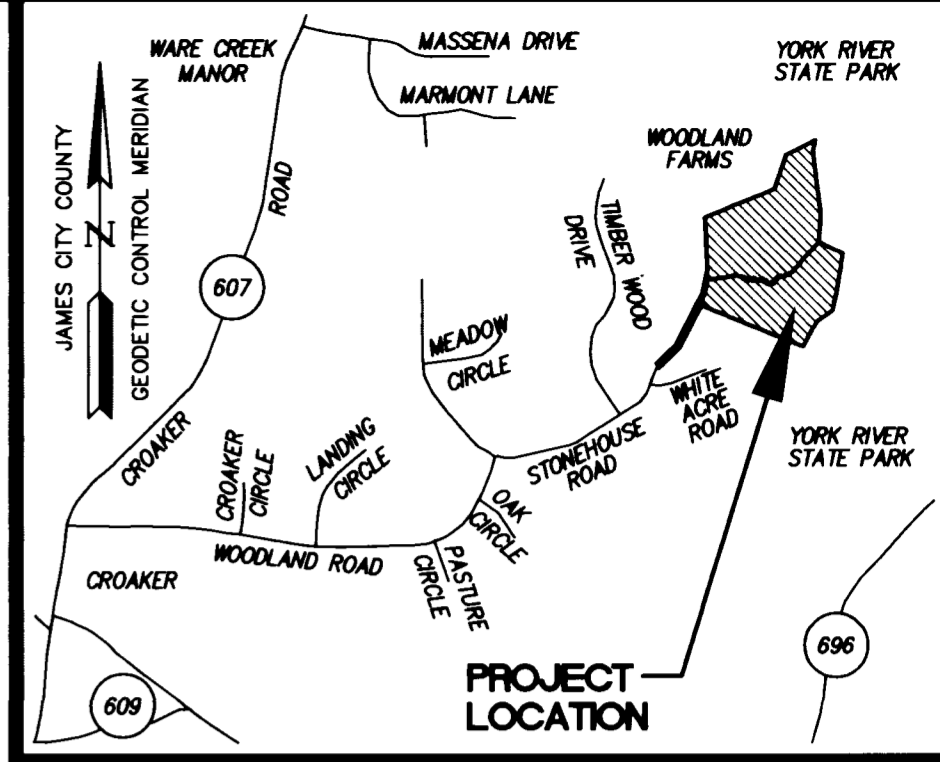 WARE CREEK
MANOR
MASSENA DRIVE
MARMONT LANE
YORK RIVER
STATE PARK
WOODLAND
FARMS
JAMES CITY COUNTY
N
GEODETIC CONTROL MERIDIAN
ROAD
607
TIMBER WOOD
DRIVE
MEADOW
CIRCLE
WHITE
ACRE
ROAD
STONEHOUSE
ROAD
YORK RIVER
STATE PARK
CROAKER
CROAKER
CIRCLE
LANDING
CIRCLE
OAK
CIRCLE
PASTURE
CIRCLE
WOODLAND ROAD
CROAKER
609
696
PROJECT
LOCATION